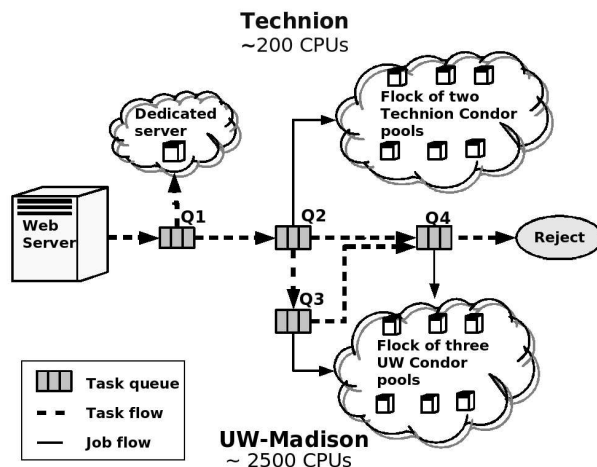 Technion
~200 CPUs
Dedicated
server
Flock of two
Technion Condor
pools
Web
Server
Q1
Q2
Q4
Reject
Q3
Flock of three
UW Condor
pools
Task queue
Task flow
Job flow
UW-Madison
~ 2500 CPUs